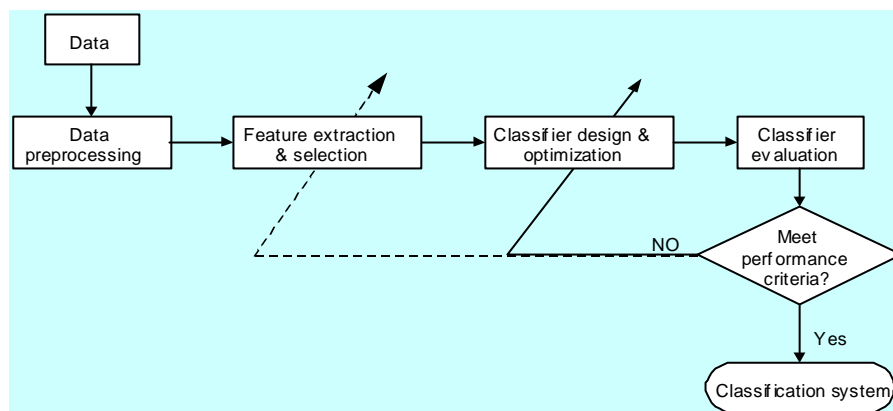 Data
Data
preprocessing
Feature extraction
& selection
Classifier design &
optimization
Classifier
evaluation
NO
Meet
performance
criteria?
Yes
Classification system